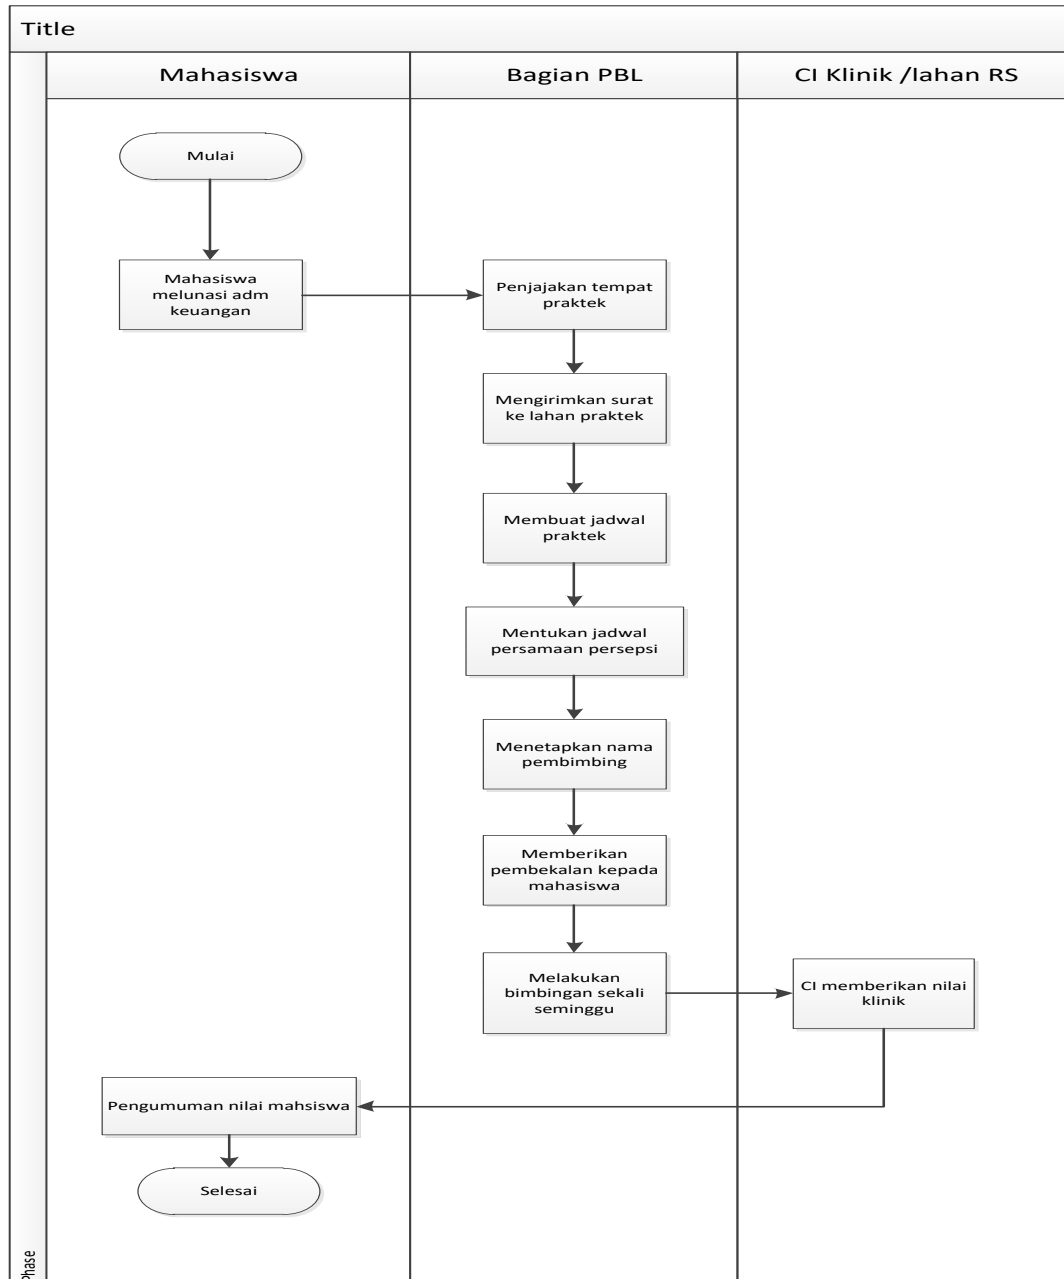 Title
Mahasiswa
Bagian PBL
CI Klinik /lahan RS
Mulai
Mahasiswa
melunasi adm
keuangan
Penjajakan tempat
praktek
Mengirimkan surat
ke lahan praktek
Membuat jadwal
praktek
Mentukan jadwal
persamaan persepsi
Menetapkan nama
pembimbing
Memberikan
pembekalan kepada
mahasiswa
Melakukan
bimbingan sekali
seminggu
CI memberikan nilai
klinik
Pengumuman nilai mahsiswa
Selesai
Phase